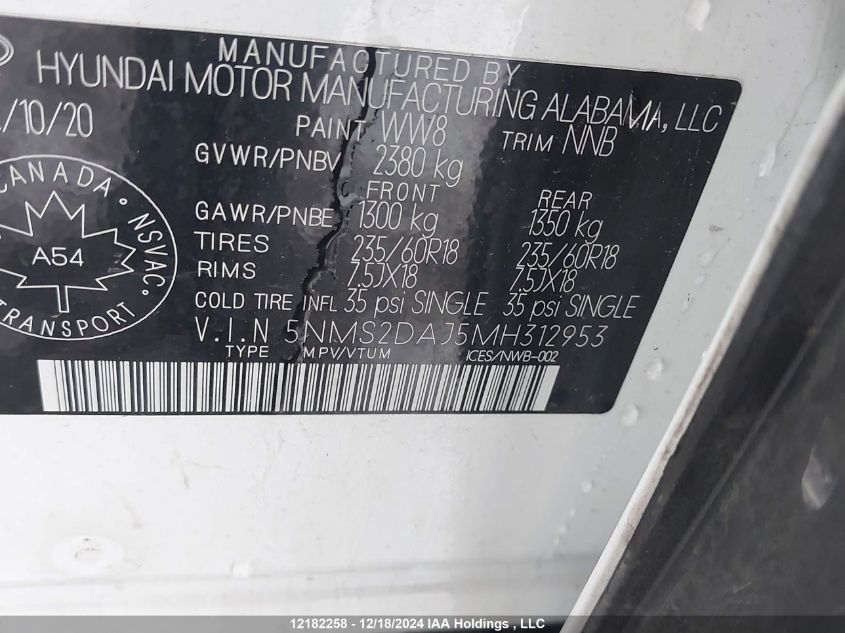 MANUFACTURED BY
HYUNDAI MOTOR MANUFACTURING ALABAMA, LLC
/10/20 PAINT WW8 TRIM NNB
GVWR/PNBV 2380 kg
FRONT REAR
GAWR/PNBE 1300 kg 1350 kg
TIRES 235/60R18 235/60R18
RIMS 7.5JX18 7.5JX18
COLD TIRE INFL 35 psi SINGLE 35 psi SINGLE
V.I.N 5NMS2DAJ5MH312953
TYPE MPV/VTUM ICES/NWB-002
CANADA · NSVAC ·
A54
TRANSPORT
12182258 - 12/18/2024 IAA Holdings , LLC